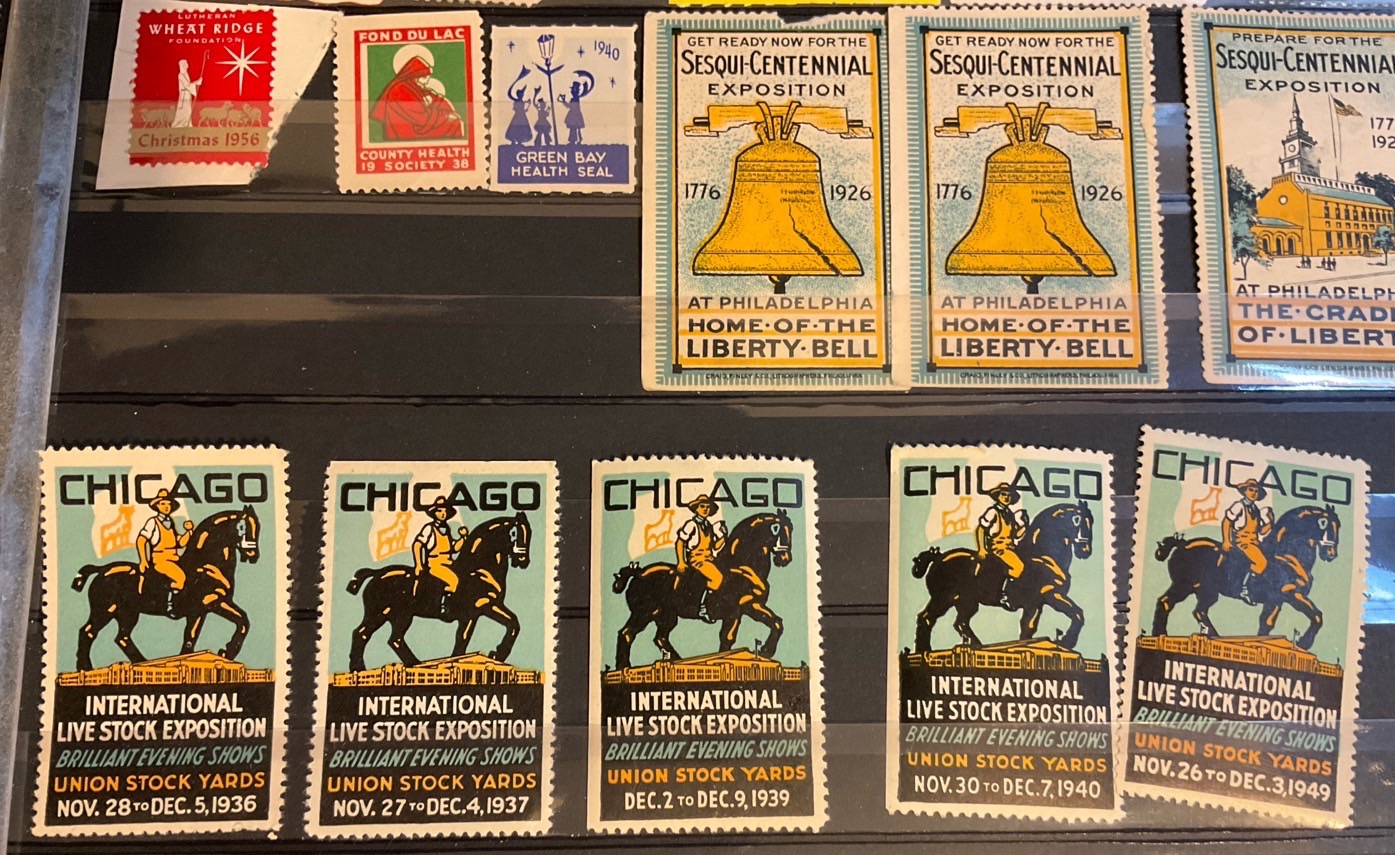 LUTHERAN
WHEAT RIDGE
FOUNDATION
Christmas 1956
FOND DU LAC
COUNTY HEALTH
19 SOCIETY 38
1940
GREEN BAY
HEALTH SEAL
GET READY NOW FOR THE
SESQUI-CENTENNIAL
EXPOSITION
1776 1926
AT PHILADELPHIA
HOME·OF·THE
LIBERTY·BELL
GET READY NOW FOR THE
SESQUI-CENTENNIAL
EXPOSITION
1776 1926
AT PHILADELPHIA
HOME·OF·THE
LIBERTY·BELL
PREPARE FOR THE
SESQUI-CENTENNIAL
EXPOSITION
177
192
AT PHILADELPH
THE·CRADL
OF·LIBERT
CHICAGO
INTERNATIONAL
LIVE STOCK EXPOSITION
BRILLIANT EVENING SHOWS
UNION STOCK YARDS
NOV. 28 TO DEC. 5, 1936
CHICAGO
INTERNATIONAL
LIVE STOCK EXPOSITION
BRILLIANT EVENING SHOWS
UNION STOCK YARDS
NOV. 27 TO DEC. 4, 1937
CHICAGO
INTERNATIONAL
LIVE STOCK EXPOSITION
BRILLIANT EVENING SHOWS
UNION STOCK YARDS
DEC. 2 TO DEC. 9, 1939
CHICAGO
INTERNATIONAL
LIVE STOCK EXPOSITION
BRILLIANT EVENING SHOWS
UNION STOCK YARDS
NOV. 30 TO DEC. 7, 1940
CHICAGO
INTERNATIONAL
LIVE STOCK EXPOSITION
BRILLIANT EVENING SHOWS
UNION STOCK YARDS
NOV. 26 TO DEC. 3, 1949